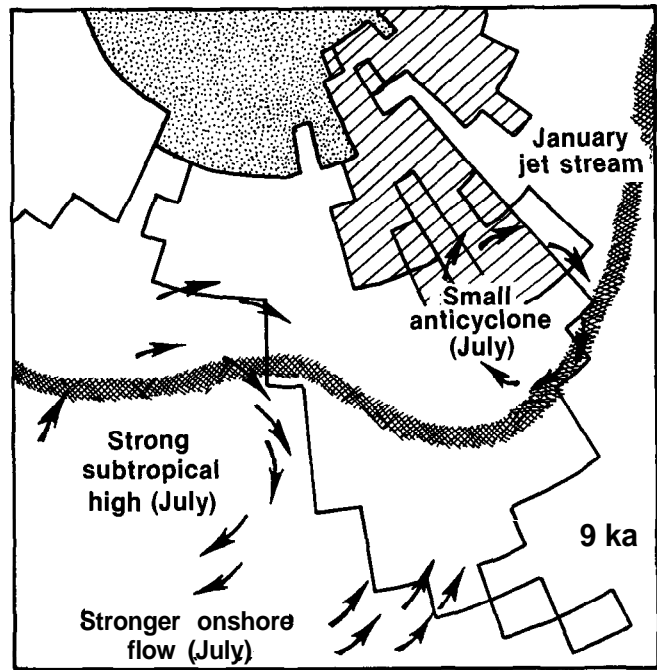 January
jet stream
Small
anticyclone
(July)
Strong
subtropical
high (July)
9 ka
Stronger onshore
flow (July)